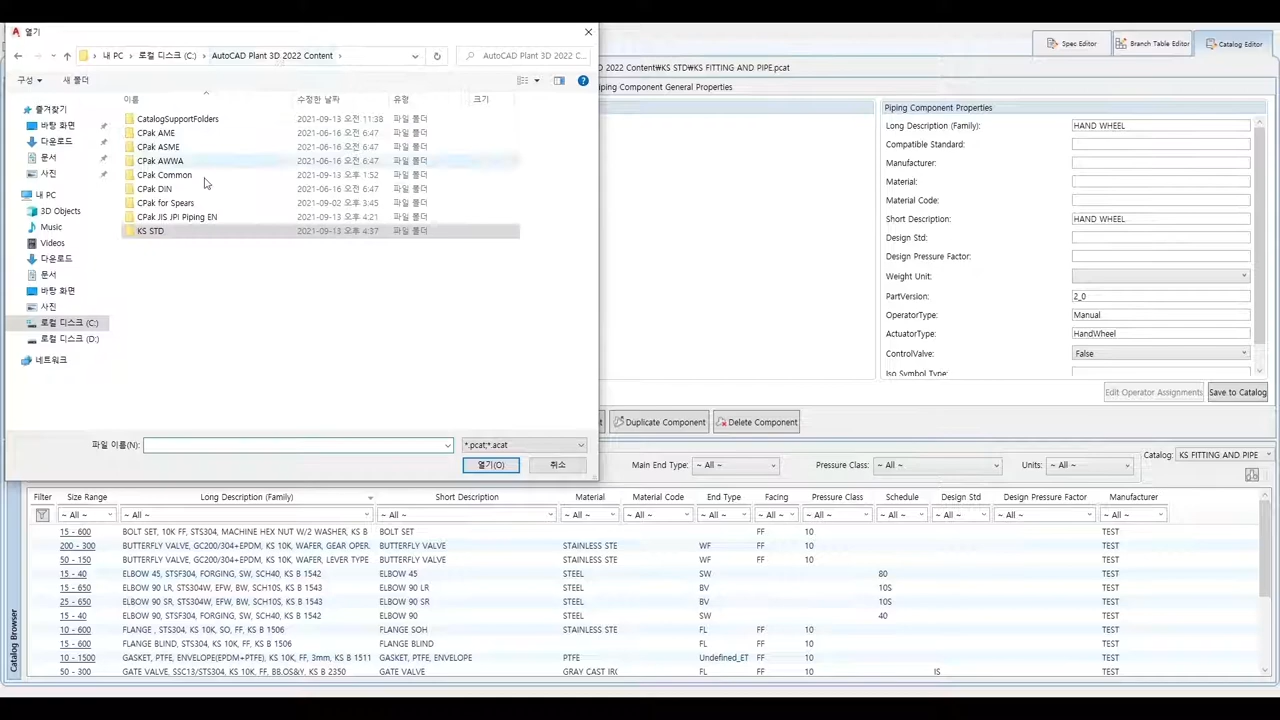 열기
내 PC > 로컬 디스크 (C:) > AutoCAD Plant 3D 2022 Content >
AutoCAD Plant 3D 2022 C...
구성 새 폴더
이름 수정한 날짜 유형 크기
즐겨찾기
바탕 화면
다운로드
문서
사진
내 PC
3D Objects
Music
Videos
다운로드
문서
바탕 화면
사진
로컬 디스크 (C:)
로컬 디스크 (D:)
네트워크
CatalogSupportFolders 2021-09-13 오전 11:38 파일 폴더
CPak AME 2021-06-16 오전 6:47 파일 폴더
CPak ASME 2021-06-16 오전 6:47 파일 폴더
CPak AWWA 2021-06-16 오전 6:47 파일 폴더
CPak Common 2021-09-13 오후 1:52 파일 폴더
CPak DIN 2021-06-16 오전 6:47 파일 폴더
CPak for Spears 2021-09-02 오후 3:45 파일 폴더
CPak JIS JPI Piping EN 2021-09-13 오후 4:21 파일 폴더
KS STD 2021-09-13 오후 4:37 파일 폴더
파일 이름(N): *.pcat;*.acat
열기(O) 취소
Spec Editor Branch Table Editor Catalog Editor
D 2022 Content₩KS STD₩KS FITTING AND PIPE.pcat
Piping Component General Properties
Piping Component Properties
Long Description (Family): HAND WHEEL
Compatible Standard:
Manufacturer:
Material:
Material Code:
Short Description: HAND WHEEL
Design Std:
Design Pressure Factor:
Weight Unit:
PartVersion: 2_0
OperatorType: Manual
ActuatorType: HandWheel
ControlValve: False
Iso Symbol Type:
Edit Operator Assignments Save to Catalog
Duplicate Component Delete Component
Main End Type: ~ All ~ Pressure Class: ~ All ~ Units: ~ All ~ Catalog: KS FITTING AND PIPE
Catalog Browser
Filter Size Range Long Description (Family) Short Description Material Material Code End Type Facing Pressure Class Schedule Design Std Design Pressure Factor Manufacturer
~ All ~ ~ All ~ ~ All ~ ~ All ~ ~ All ~ ~ All ~ ~ All ~ ~ All ~ ~ All ~ ~ All ~ ~ All ~ ~ All ~
15 - 600 BOLT SET, 10K FF, STS304, MACHINE HEX NUT W/2 WASHER, KS B BOLT SET FF 10 TEST
200 - 300 BUTTERFLY VALVE, GC200/304+EPDM, KS 10K, WAFER, GEAR OPER. BUTTERFLY VALVE STAINLESS STE WF FF 10 TEST
50 - 150 BUTTERFLY VALVE, GC200/304+EPDM, KS 10K, WAFER, LEVER TYPE BUTTERFLY VALVE STAINLESS STE WF FF 10 TEST
15 - 40 ELBOW 45, STSF304, FORGING, SW, SCH40, KS B 1542 ELBOW 45 STEEL SW 80 TEST
15 - 650 ELBOW 90 LR, STS304W, EFW, BW, SCH10S, KS B 1543 ELBOW 90 LR STEEL BV 10S TEST
25 - 650 ELBOW 90 SR, STS304W, EFW, BW, SCH10S, KS B 1543 ELBOW 90 SR STEEL BV 10S TEST
15 - 40 ELBOW 90, STSF304, FORGING, SW, SCH40, KS B 1542 ELBOW 90 STEEL SW 40 TEST
10 - 600 FLANGE , STS304, KS 10K, SO, FF, KS B 1506 FLANGE SOH STAINLESS STE FL FF 10 TEST
15 - 600 FLANGE BLIND, STS304, KS 10K, FF, KS B 1506 FLANGE BLIND FL FF 10 TEST
10 - 1500 GASKET, PTFE, ENVELOPE(EPDM+PTFE), KS 10K, FF, 3mm, KS B 1511 GASKET, PTFE, ENVELOPE PTFE Undefined_ET FF 10 TEST
50 - 300 GATE VALVE, SSC13/STS304, KS 10K, FF, BB.OS&Y, KS B 2350 GATE VALVE GRAY CAST IRC FL FF 10 IS TEST